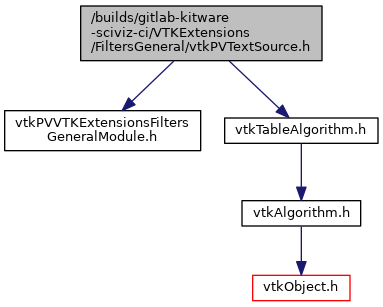 /builds/gitlab-kitware
-sciviz-ci/VTKExtensions
/FiltersGeneral/vtkPVTextSource.h
vtkPVVTKExtensionsFilters
GeneralModule.h
vtkTableAlgorithm.h
vtkAlgorithm.h
vtkObject.h